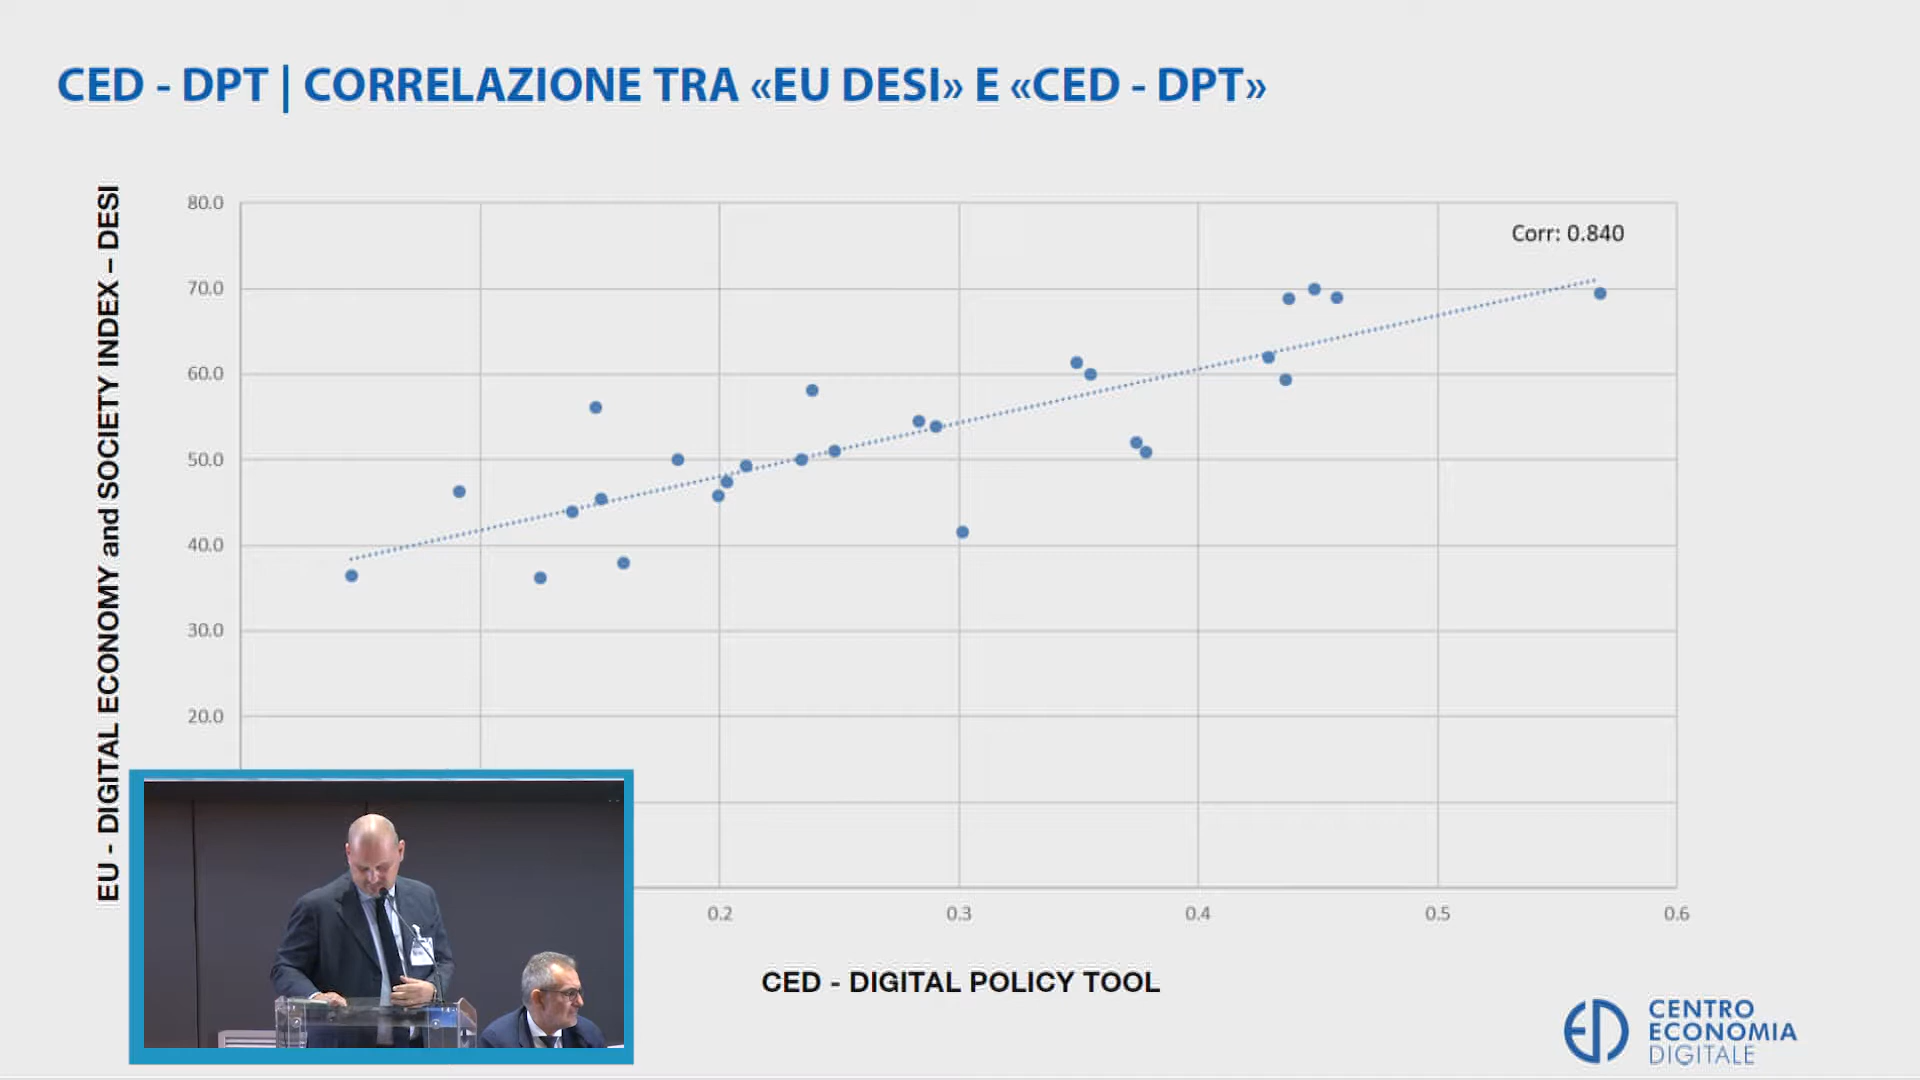 CED - DPT | CORRELAZIONE TRA «EU DESI» E «CED - DPT»
EU - DIGITAL ECONOMY and SOCIETY INDEX – DESI
80.0
70.0
60.0
50.0
40.0
30.0
20.0
Corr: 0.840
0.2
0.3
0.4
0.5
0.6
CED - DIGITAL POLICY TOOL
CENTRO
ECONOMIA
DIGITALE